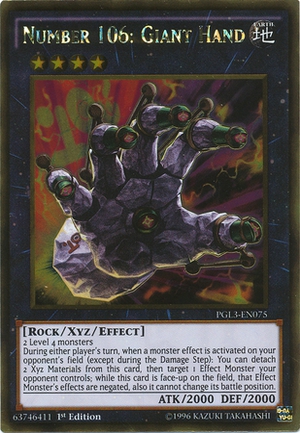 NUMBER 106: GIANT HAND
EARTH
地
PGL3-EN075
[ROCK/XYZ/EFFECT]
2 Level 4 monsters
During either player's turn, when a monster effect is activated on your
opponent's field (except during the Damage Step): You can detach
2 Xyz Materials from this card, then target 1 Effect Monster your
opponent controls; while this card is face-up on the field, that Effect
Monster's effects are negated, also it cannot change its battle position.
ATK/2000 DEF/2000
63746411 1st Edition ©1996 KAZUKI TAKAHASHI